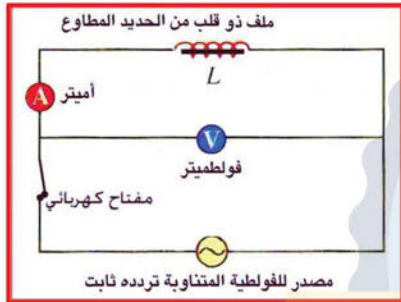 ملف ذو قلب من الحديد المطاوع
L
A
أميتر
V
فولطميتر
مفتاح كهربائي
مصدر للفولطية المتناوبة تردده ثابت